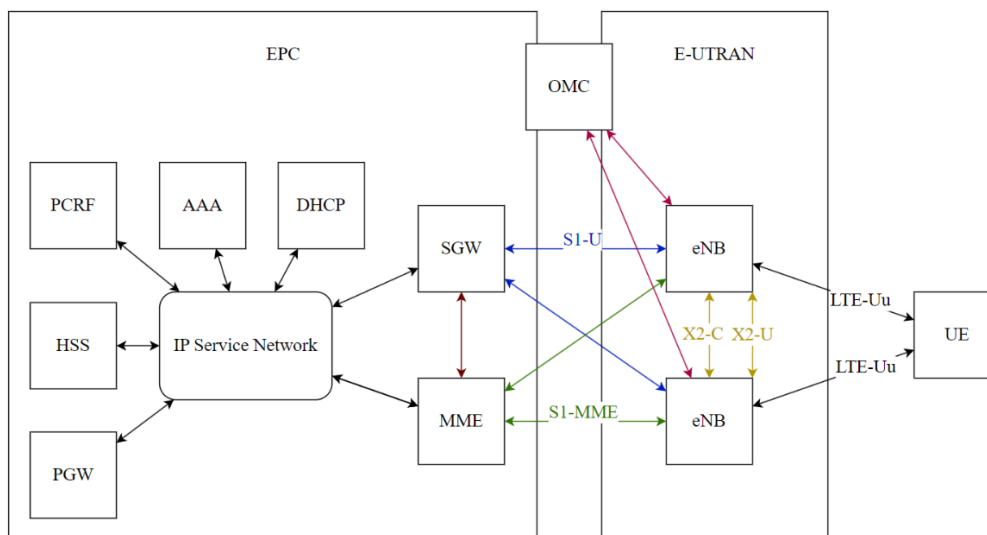 EPC
E-UTRAN
OMC
PCRF
AAA
DHCP
SGW
S1-U
eNB
LTE-Uu
HSS
IP Service Network
X2-C
X2-U
UE
LTE-Uu
MME
S1-MME
eNB
PGW